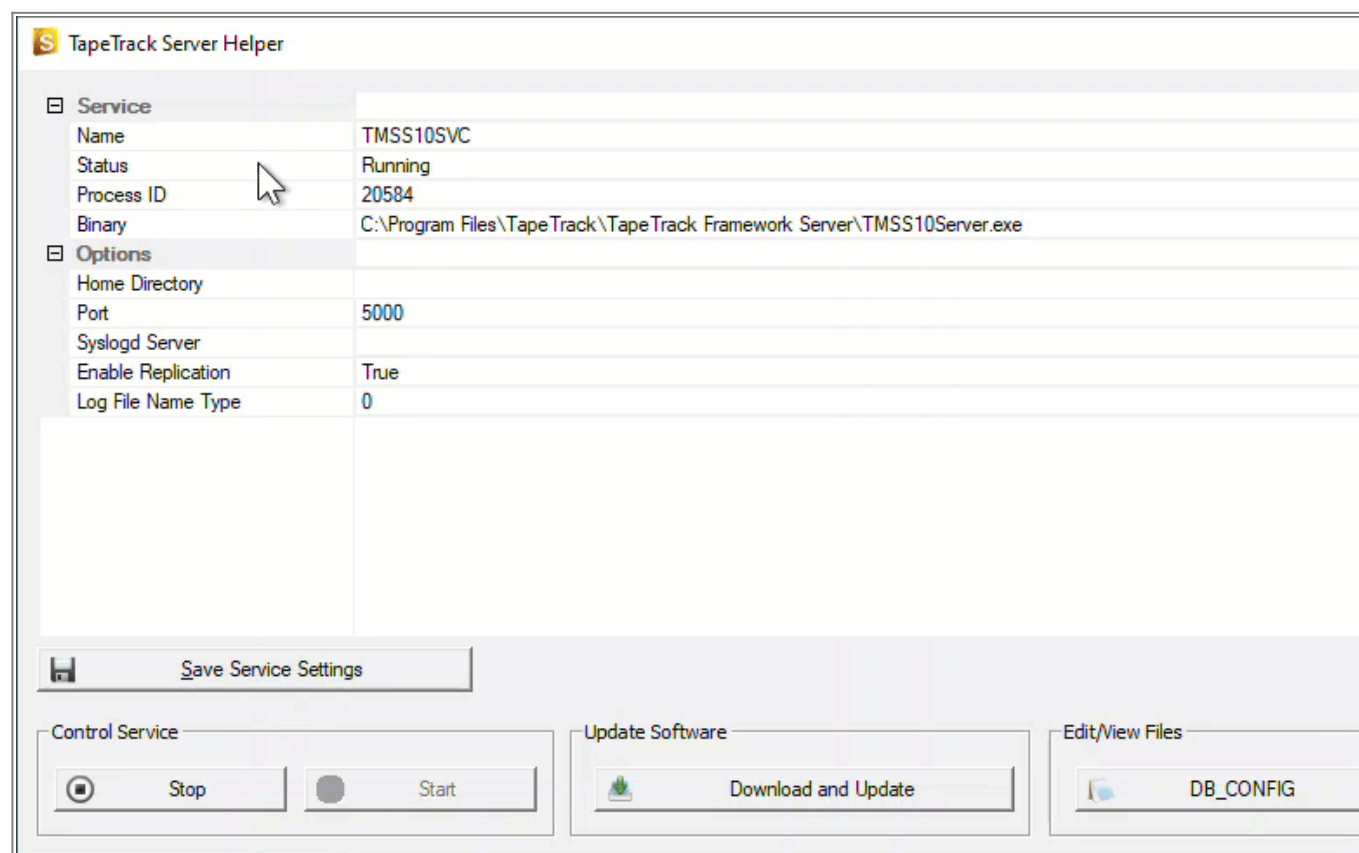 S TapeTrack Server Helper
Service
Name TMSS10SVC
Status Running
Process ID 20584
Binary C:\Program Files\TapeTrack\TapeTrack Framework Server\TMSS10Server.exe
Options
Home Directory
Port 5000
Syslogd Server
Enable Replication True
Log File Name Type 0
Save Service Settings
Control Service Update Software Edit/View Files
Stop Start Download and Update DB_CONFIG